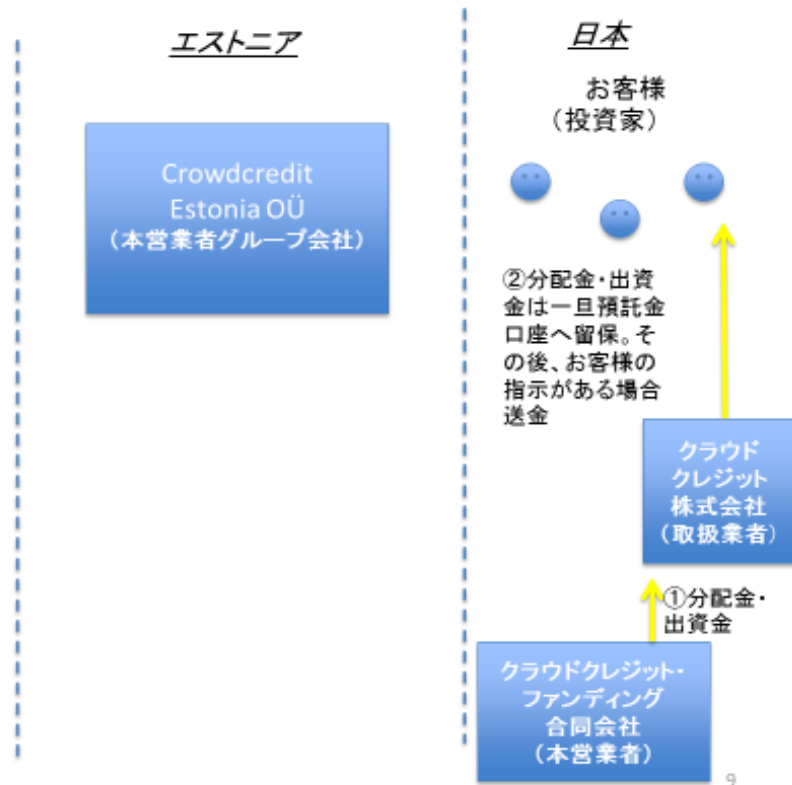 エストニア
日本
お客様
（投資家）
Crowdcredit
Estonia OÜ
（本営業者グループ会社）
②分配金・出資
金は一旦預託金
口座へ留保。そ
の後、お客様の
指示がある場合
送金
クラウド
クレジット
株式会社
（取扱業者）
①分配金・
出資金
クラウドクレジット・
ファンディング
合同会社
（本営業者）
9